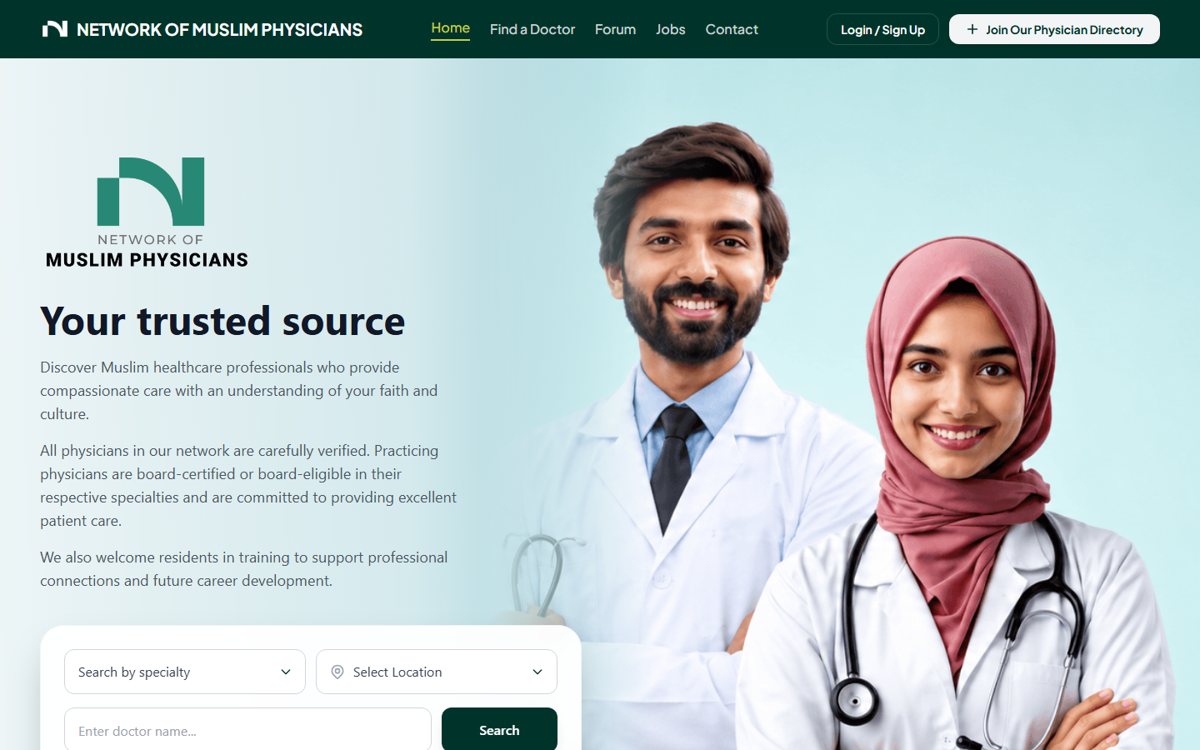 NETWORK OF MUSLIM PHYSICIANS
Home
Find a Doctor
Forum
Jobs
Contact
Login / Sign Up
+ Join Our Physician Directory
NETWORK OF
MUSLIM PHYSICIANS
Your trusted source
Discover Muslim healthcare professionals who provide
compassionate care with an understanding of your faith and
culture.
All physicians in our network are carefully verified. Practicing
physicians are board-certified or board-eligible in their
respective specialties and are committed to providing excellent
patient care.
We also welcome residents in training to support professional
connections and future career development.
Search by specialty
Select Location
Enter doctor name...
Search